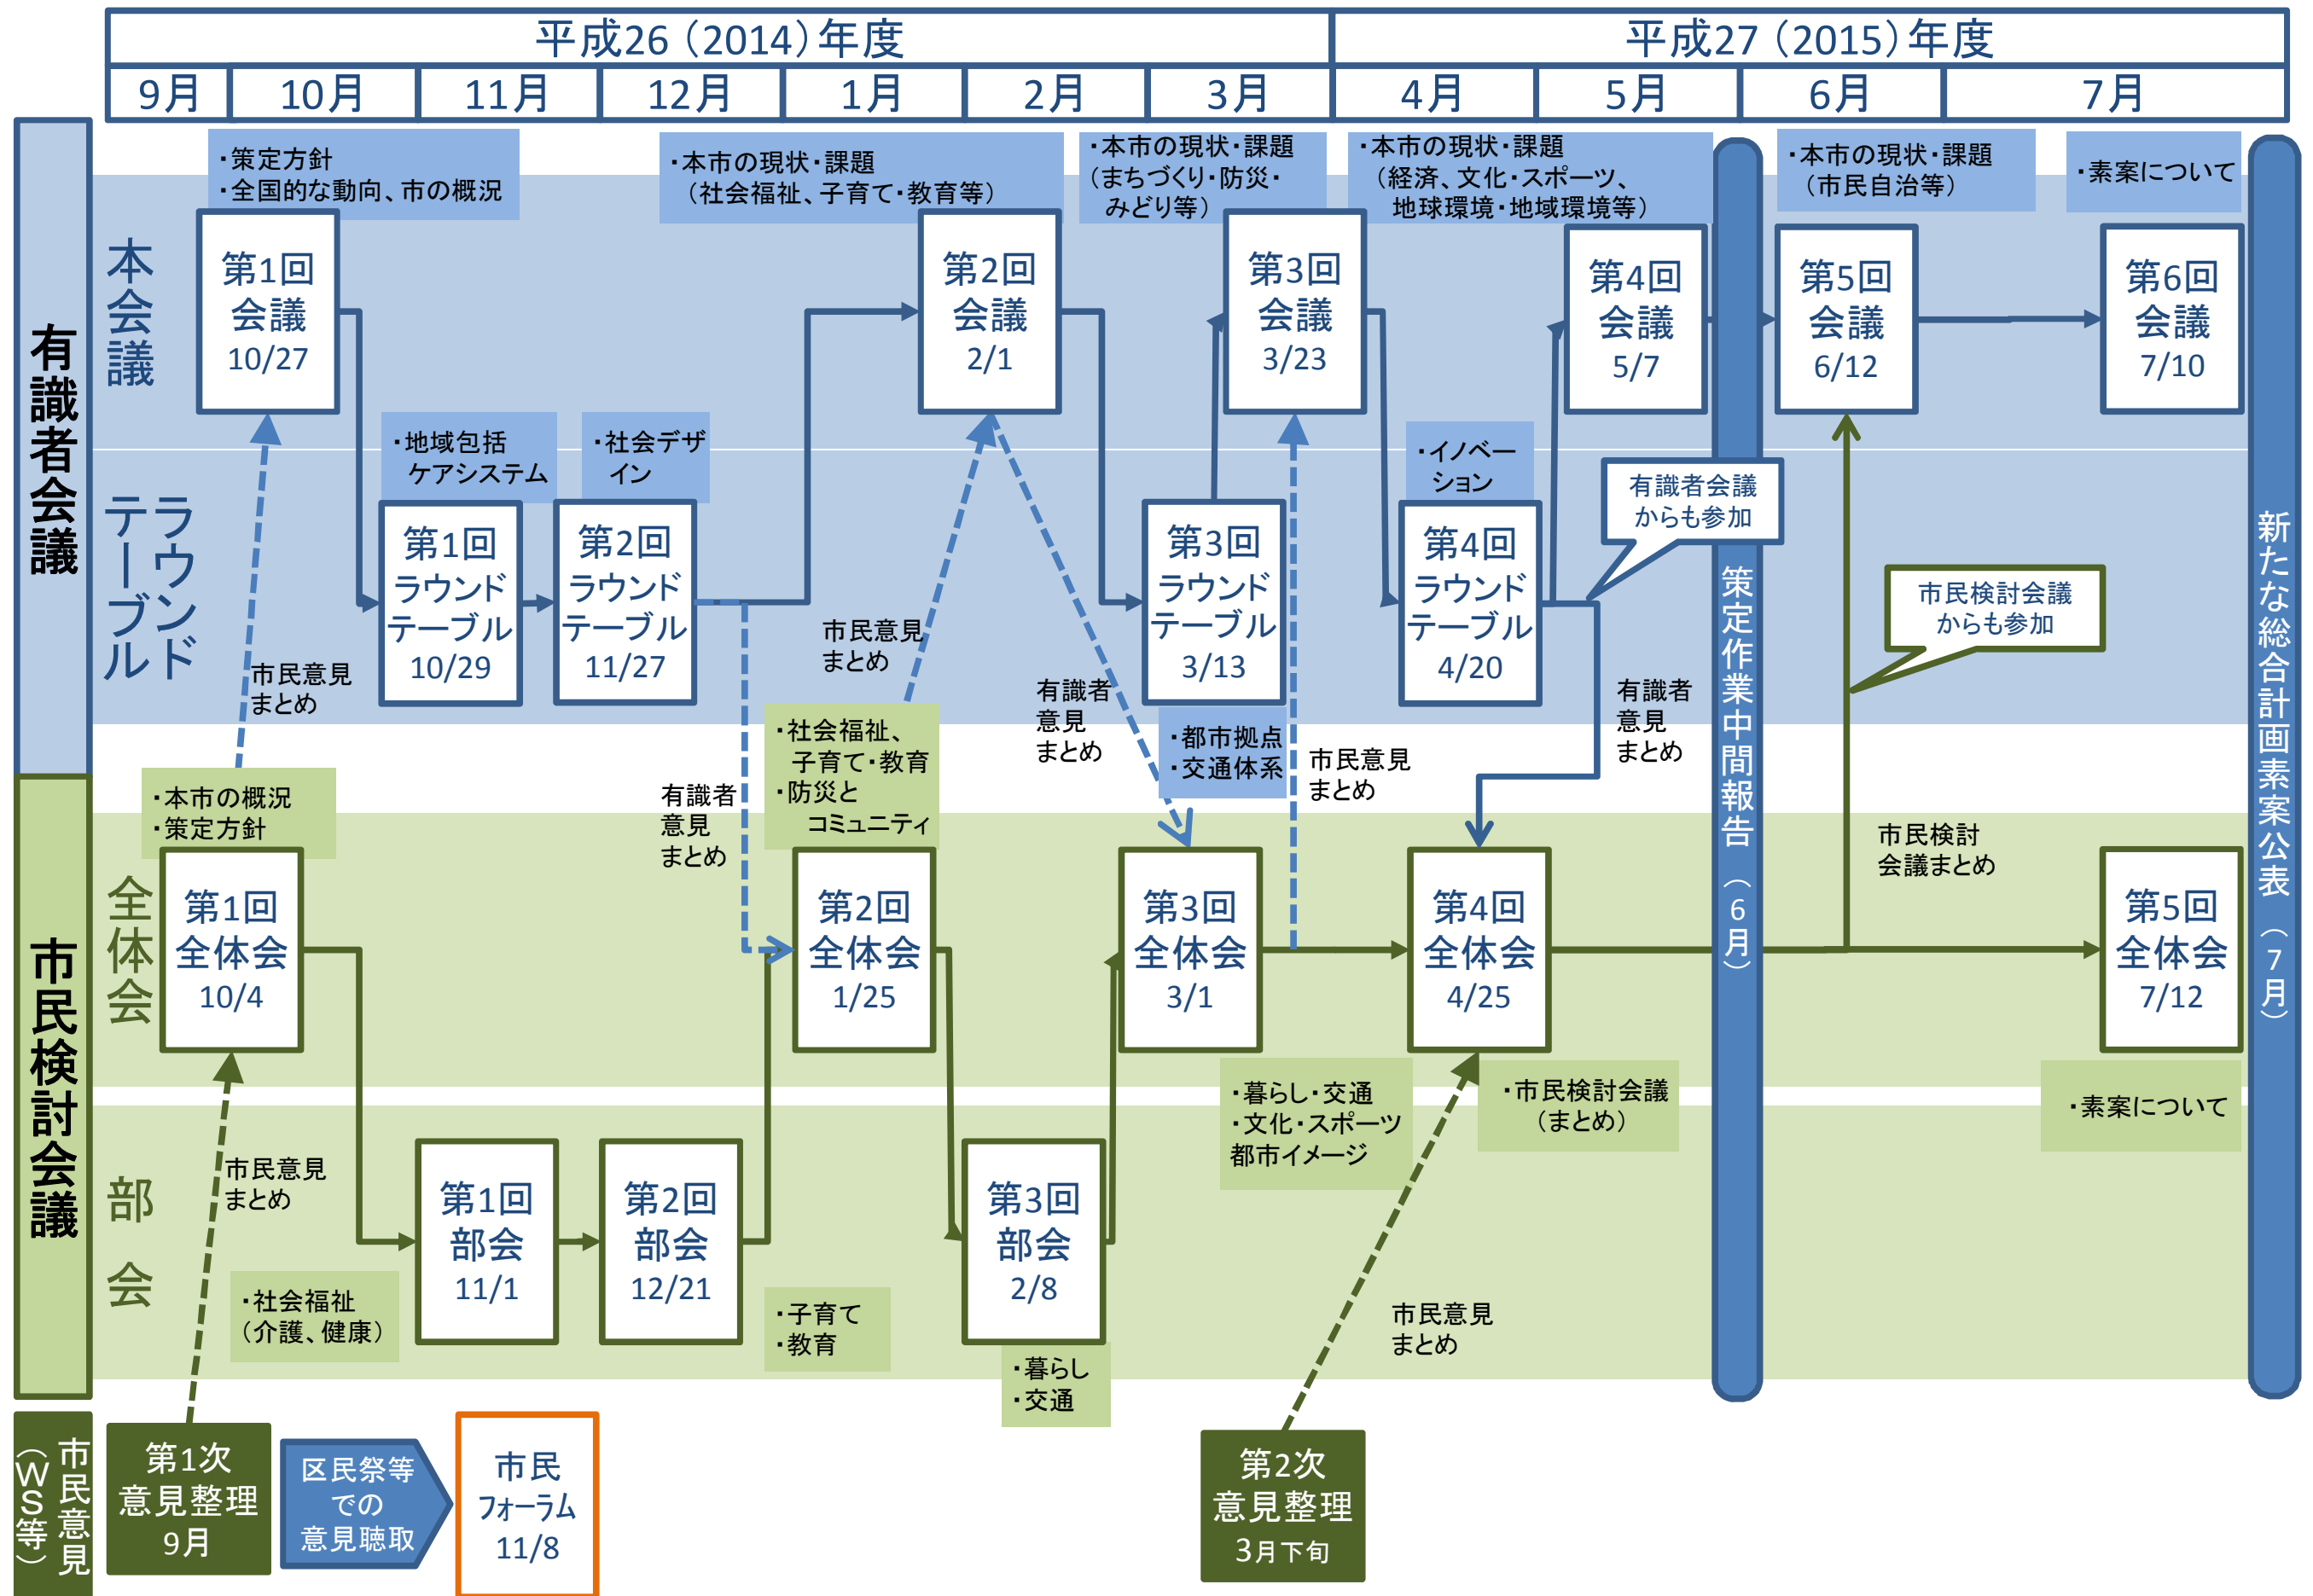 平成26（2014）年度
平成27（2015）年度
9月
10月
11月
12月
1月
2月
3月
4月
5月
6月
7月
有識者会議
本会議
・策定方針
・全国的な動向、市の概況
第1回
会議
10/27
・本市の現状・課題
（社会福祉、子育て・教育等）
第2回
会議
2/1
・本市の現状・課題
（まちづくり・防災・
みどり等）
第3回
会議
3/23
・本市の現状・課題
（経済、文化・スポーツ、
地球環境・地域環境等）
第4回
会議
5/7
・本市の現状・課題
（市民自治等）
第5回
会議
6/12
・素案について
第6回
会議
7/10
ラウンド
テーブル
・地域包括
ケアシステム
第1回
ラウンド
テーブル
10/29
・社会デザ
イン
第2回
ラウンド
テーブル
11/27
第3回
ラウンド
テーブル
3/13
・都市拠点
・交通体系
・イノベー
ション
第4回
ラウンド
テーブル
4/20
有識者会議
からも参加
市民検討会議
からも参加
市民意見
まとめ
有識者
意見
まとめ
市民意見
まとめ
有識者
意見
まとめ
市民意見
まとめ
有識者
意見
まとめ
市民検討
会議まとめ
策定作業中間報告（6月）
新たな総合計画素案公表（7月）
市民検討会議
全体会
・本市の概況
・策定方針
第1回
全体会
10/4
・社会福祉、
子育て・教育
・防災と
コミュニティ
第2回
全体会
1/25
第3回
全体会
3/1
・暮らし・交通
・文化・スポーツ
都市イメージ
第4回
全体会
4/25
・市民検討会議
（まとめ）
第5回
全体会
7/12
・素案について
部会
市民意見
まとめ
・社会福祉
（介護、健康）
第1回
部会
11/1
第2回
部会
12/21
・子育て
・教育
第3回
部会
2/8
・暮らし
・交通
市民意見
まとめ
市民意見
（WS等）
第1次
意見整理
9月
区民祭等
での
意見聴取
市民
フォーラム
11/8
第2次
意見整理
3月下旬